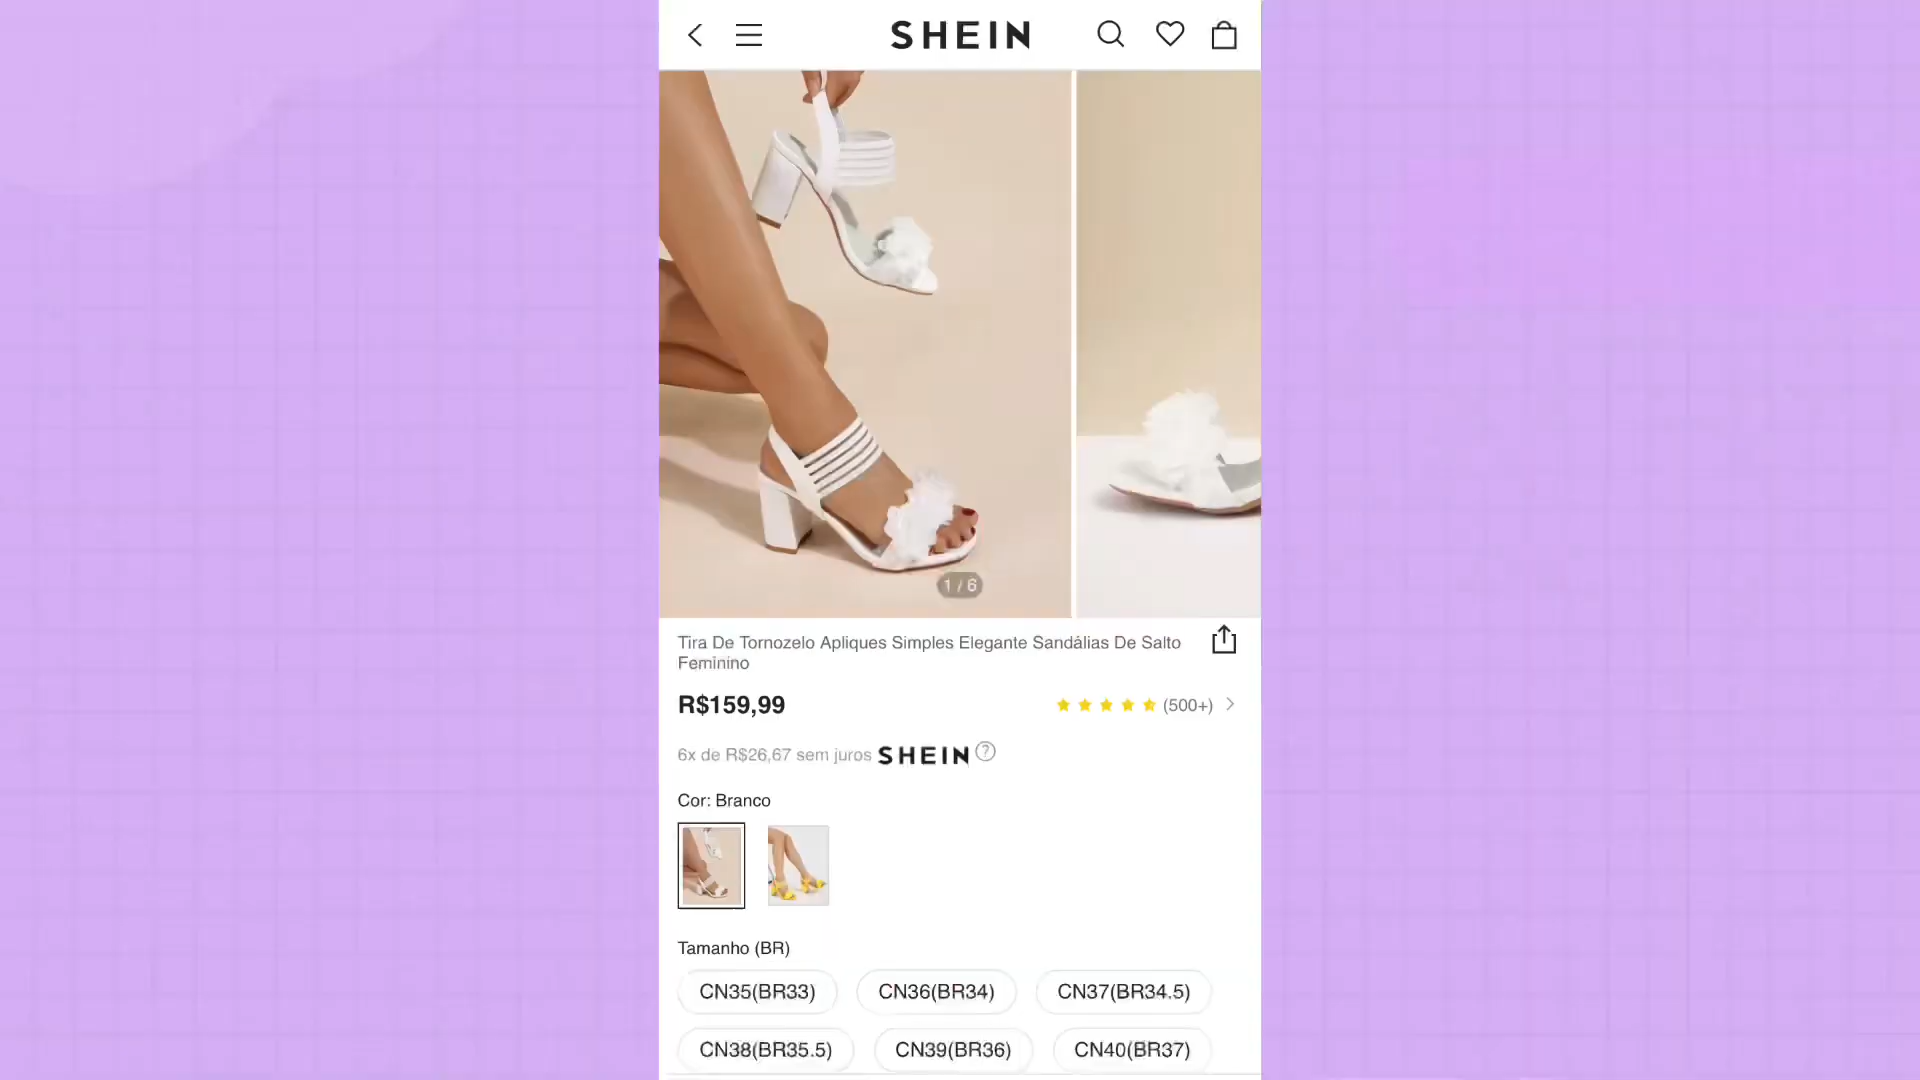 SHEIN
1 / 6
Tira De Tornozelo Apliques Simples Elegante Sandálias De Salto
Feminino
R$159,99
(500+)
6x de R$26,67 sem juros SHEIN ?
Cor: Branco
Tamanho (BR)
CN35(BR33) CN36(BR34) CN37(BR34.5)
CN38(BR35.5) CN39(BR36) CN40(BR37)